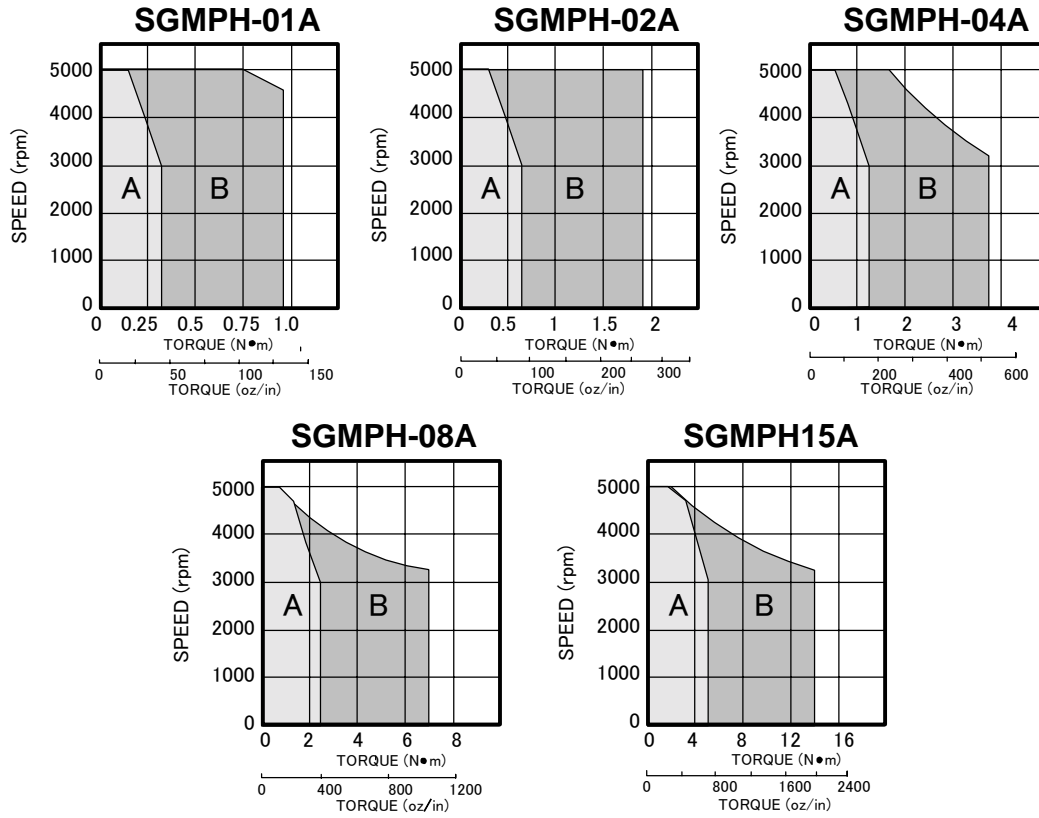 SGMPH-01A
SPEED (rpm)
5000
4000
3000
2000
1000
0
A
B
0 0.25 0.5 0.75 1.0
TORQUE (N•m)
0 50 100 150
TORQUE (oz/in)
SGMPH-02A
SPEED (rpm)
5000
4000
3000
2000
1000
0
A
B
0 0.5 1 1.5 2
TORQUE (N•m)
0 100 200 300
TORQUE (oz/in)
SGMPH-04A
SPEED (rpm)
5000
4000
3000
2000
1000
0
A
B
0 1 2 3 4
TORQUE (N•m)
0 200 400 600
TORQUE (oz/in)
SGMPH-08A
SPEED (rpm)
5000
4000
3000
2000
1000
0
A
B
0 2 4 6 8
TORQUE (N•m)
0 400 800 1200
TORQUE (oz/in)
SGMPH15A
SPEED (rpm)
5000
4000
3000
2000
1000
0
A
B
0 4 8 12 16
TORQUE (N•m)
0 800 1600 2400
TORQUE (oz/in)